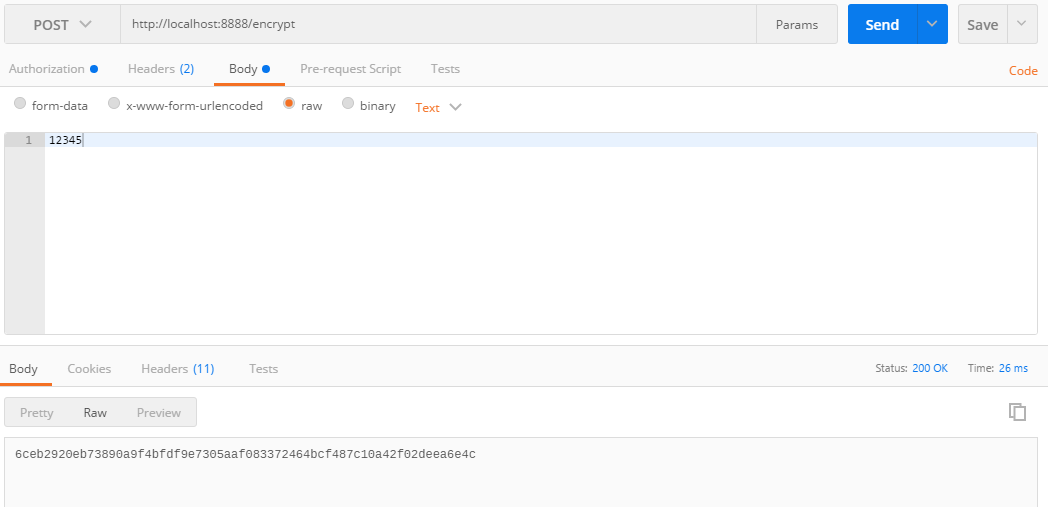 POST http://localhost:8888/encrypt Params Send Save
Authorization Headers (2) Body Pre-request Script Tests Code
form-data x-www-form-urlencoded raw binary Text
1 12345
Body Cookies Headers (11) Tests Status: 200 OK Time: 26 ms
Pretty Raw Preview
6ceb2920eb73890a9f4bfdf9e7305aaf083372464bcf487c10a42f02deea6e4c